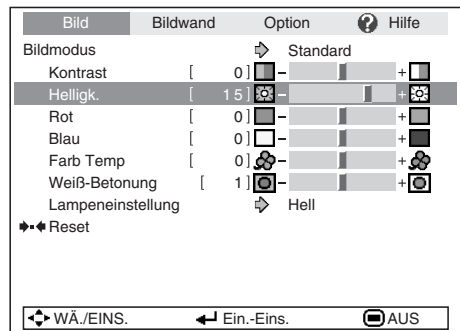 Bild Bildwand Option ? Hilfe
Bildmodus Standard
Kontrast [ 0] - +
Helligk. [ 15] - +
Rot [ 0] - +
Blau [ 0] - +
Farb Temp [ 0] - +
Weiß-Betonung [ 1] - +
Lampeneinstellung Hell
Reset
WÄ./EINS. Ein.-Eins. AUS